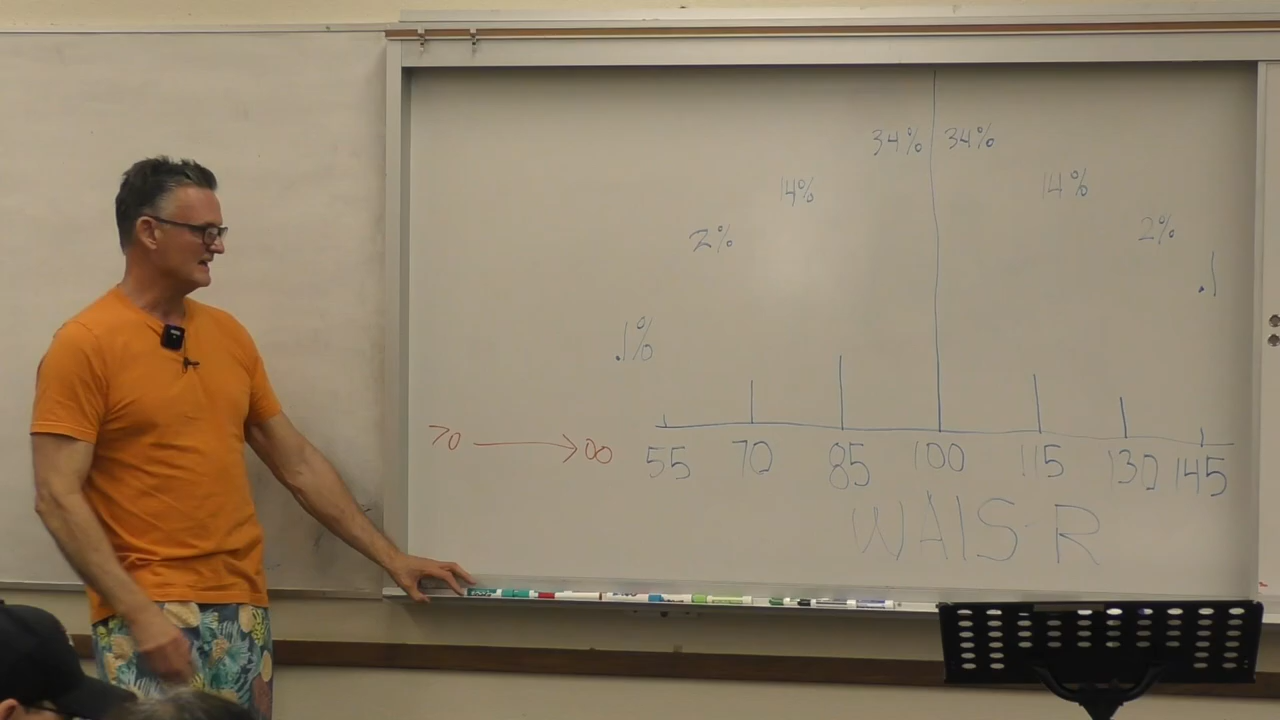 34% 34%
14% 14%
2% 2%
.1
.1%
70 → 00
55 70 85 100 115 130 145
WAIS-R